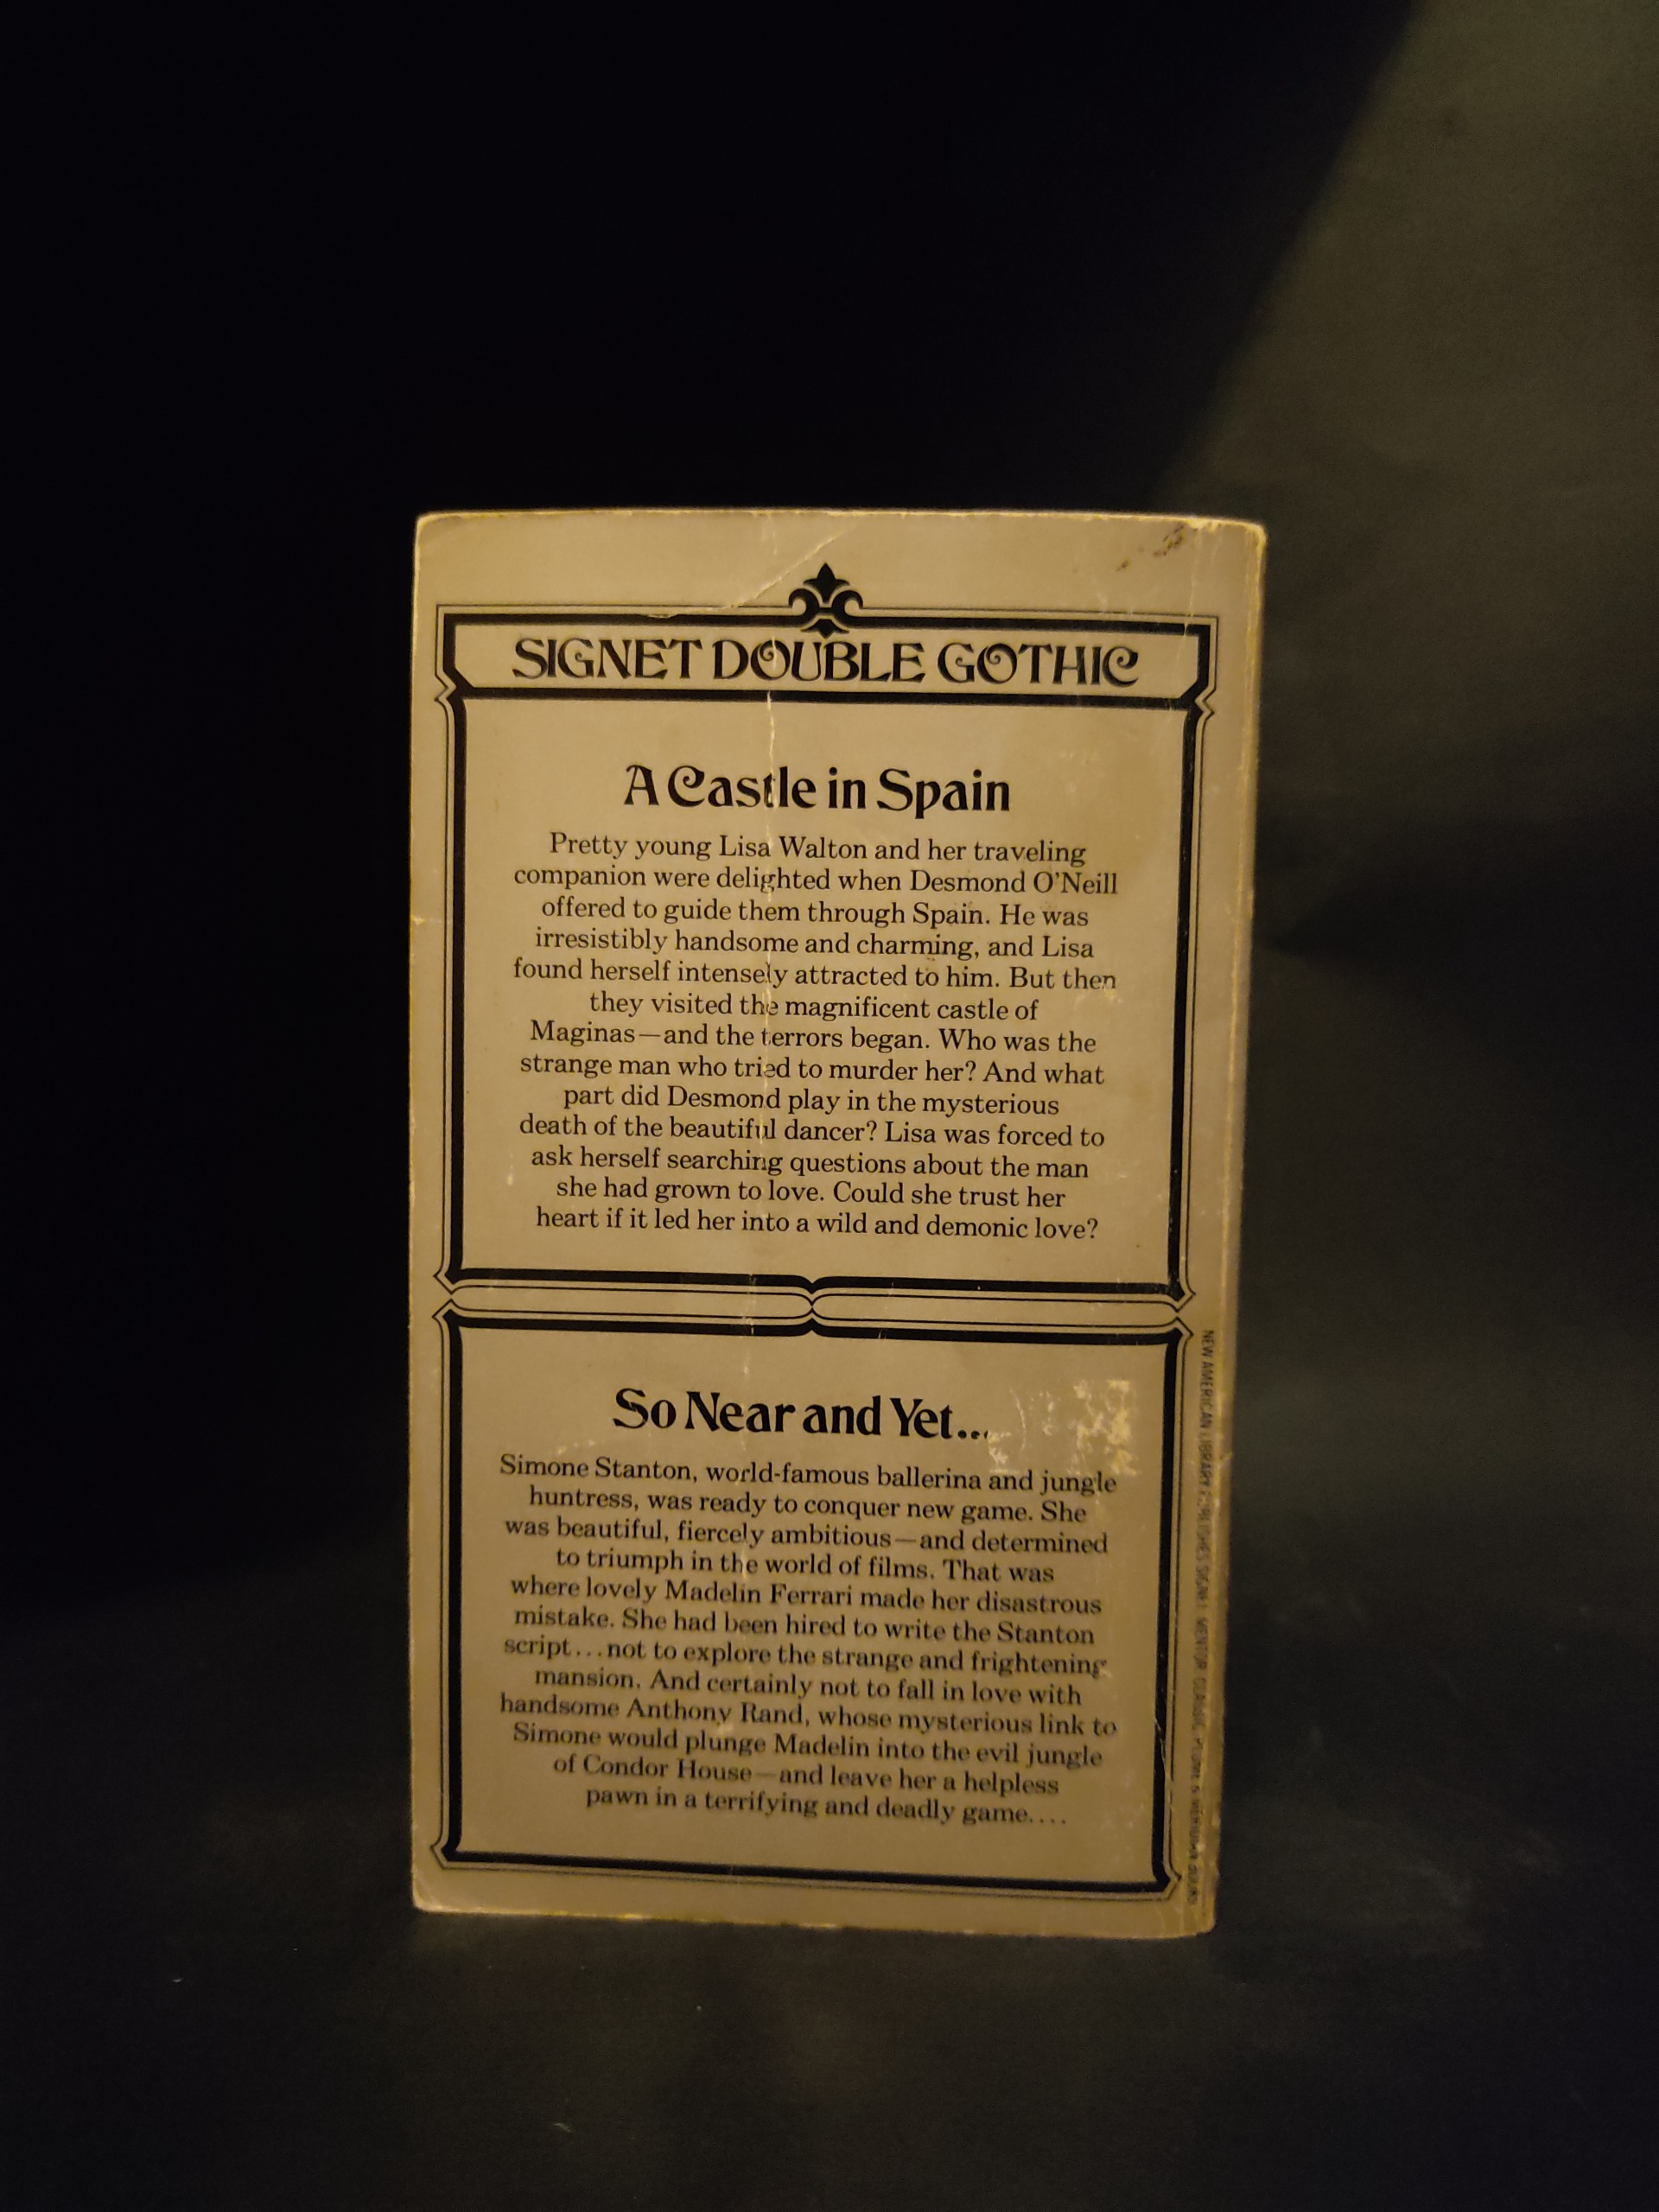 SIGNET DOUBLE GOTHIC
A Castle in Spain
Pretty young Lisa Walton and her traveling
companion were delighted when Desmond O'Neill
offered to guide them through Spain. He was
irresistibly handsome and charming, and Lisa
found herself intensely attracted to him. But then
they visited the magnificent castle of
Maginas—and the terrors began. Who was the
strange man who tried to murder her? And what
part did Desmond play in the mysterious
death of the beautiful dancer? Lisa was forced to
ask herself searching questions about the man
she had grown to love. Could she trust her
heart if it led her into a wild and demonic love?
So Near and Yet...
Simone Stanton, world-famous ballerina and jungle
huntress, was ready to conquer new game. She
was beautiful, fiercely ambitious—and determined
to triumph in the world of films. That was
where lovely Madelin Ferrari made her disastrous
mistake. She had been hired to write the Stanton
script...not to explore the strange and frightening
mansion. And certainly not to fall in love with
handsome Anthony Rand, whose mysterious link to
Simone would plunge Madelin into the evil jungle
of Condor House—and leave her a helpless
pawn in a terrifying and deadly game....
NEW AMERICAN LIBRARY PUBLISHES SIGNET, MENTOR, CLASSIC, PLUME & MERIDIAN BOOKS